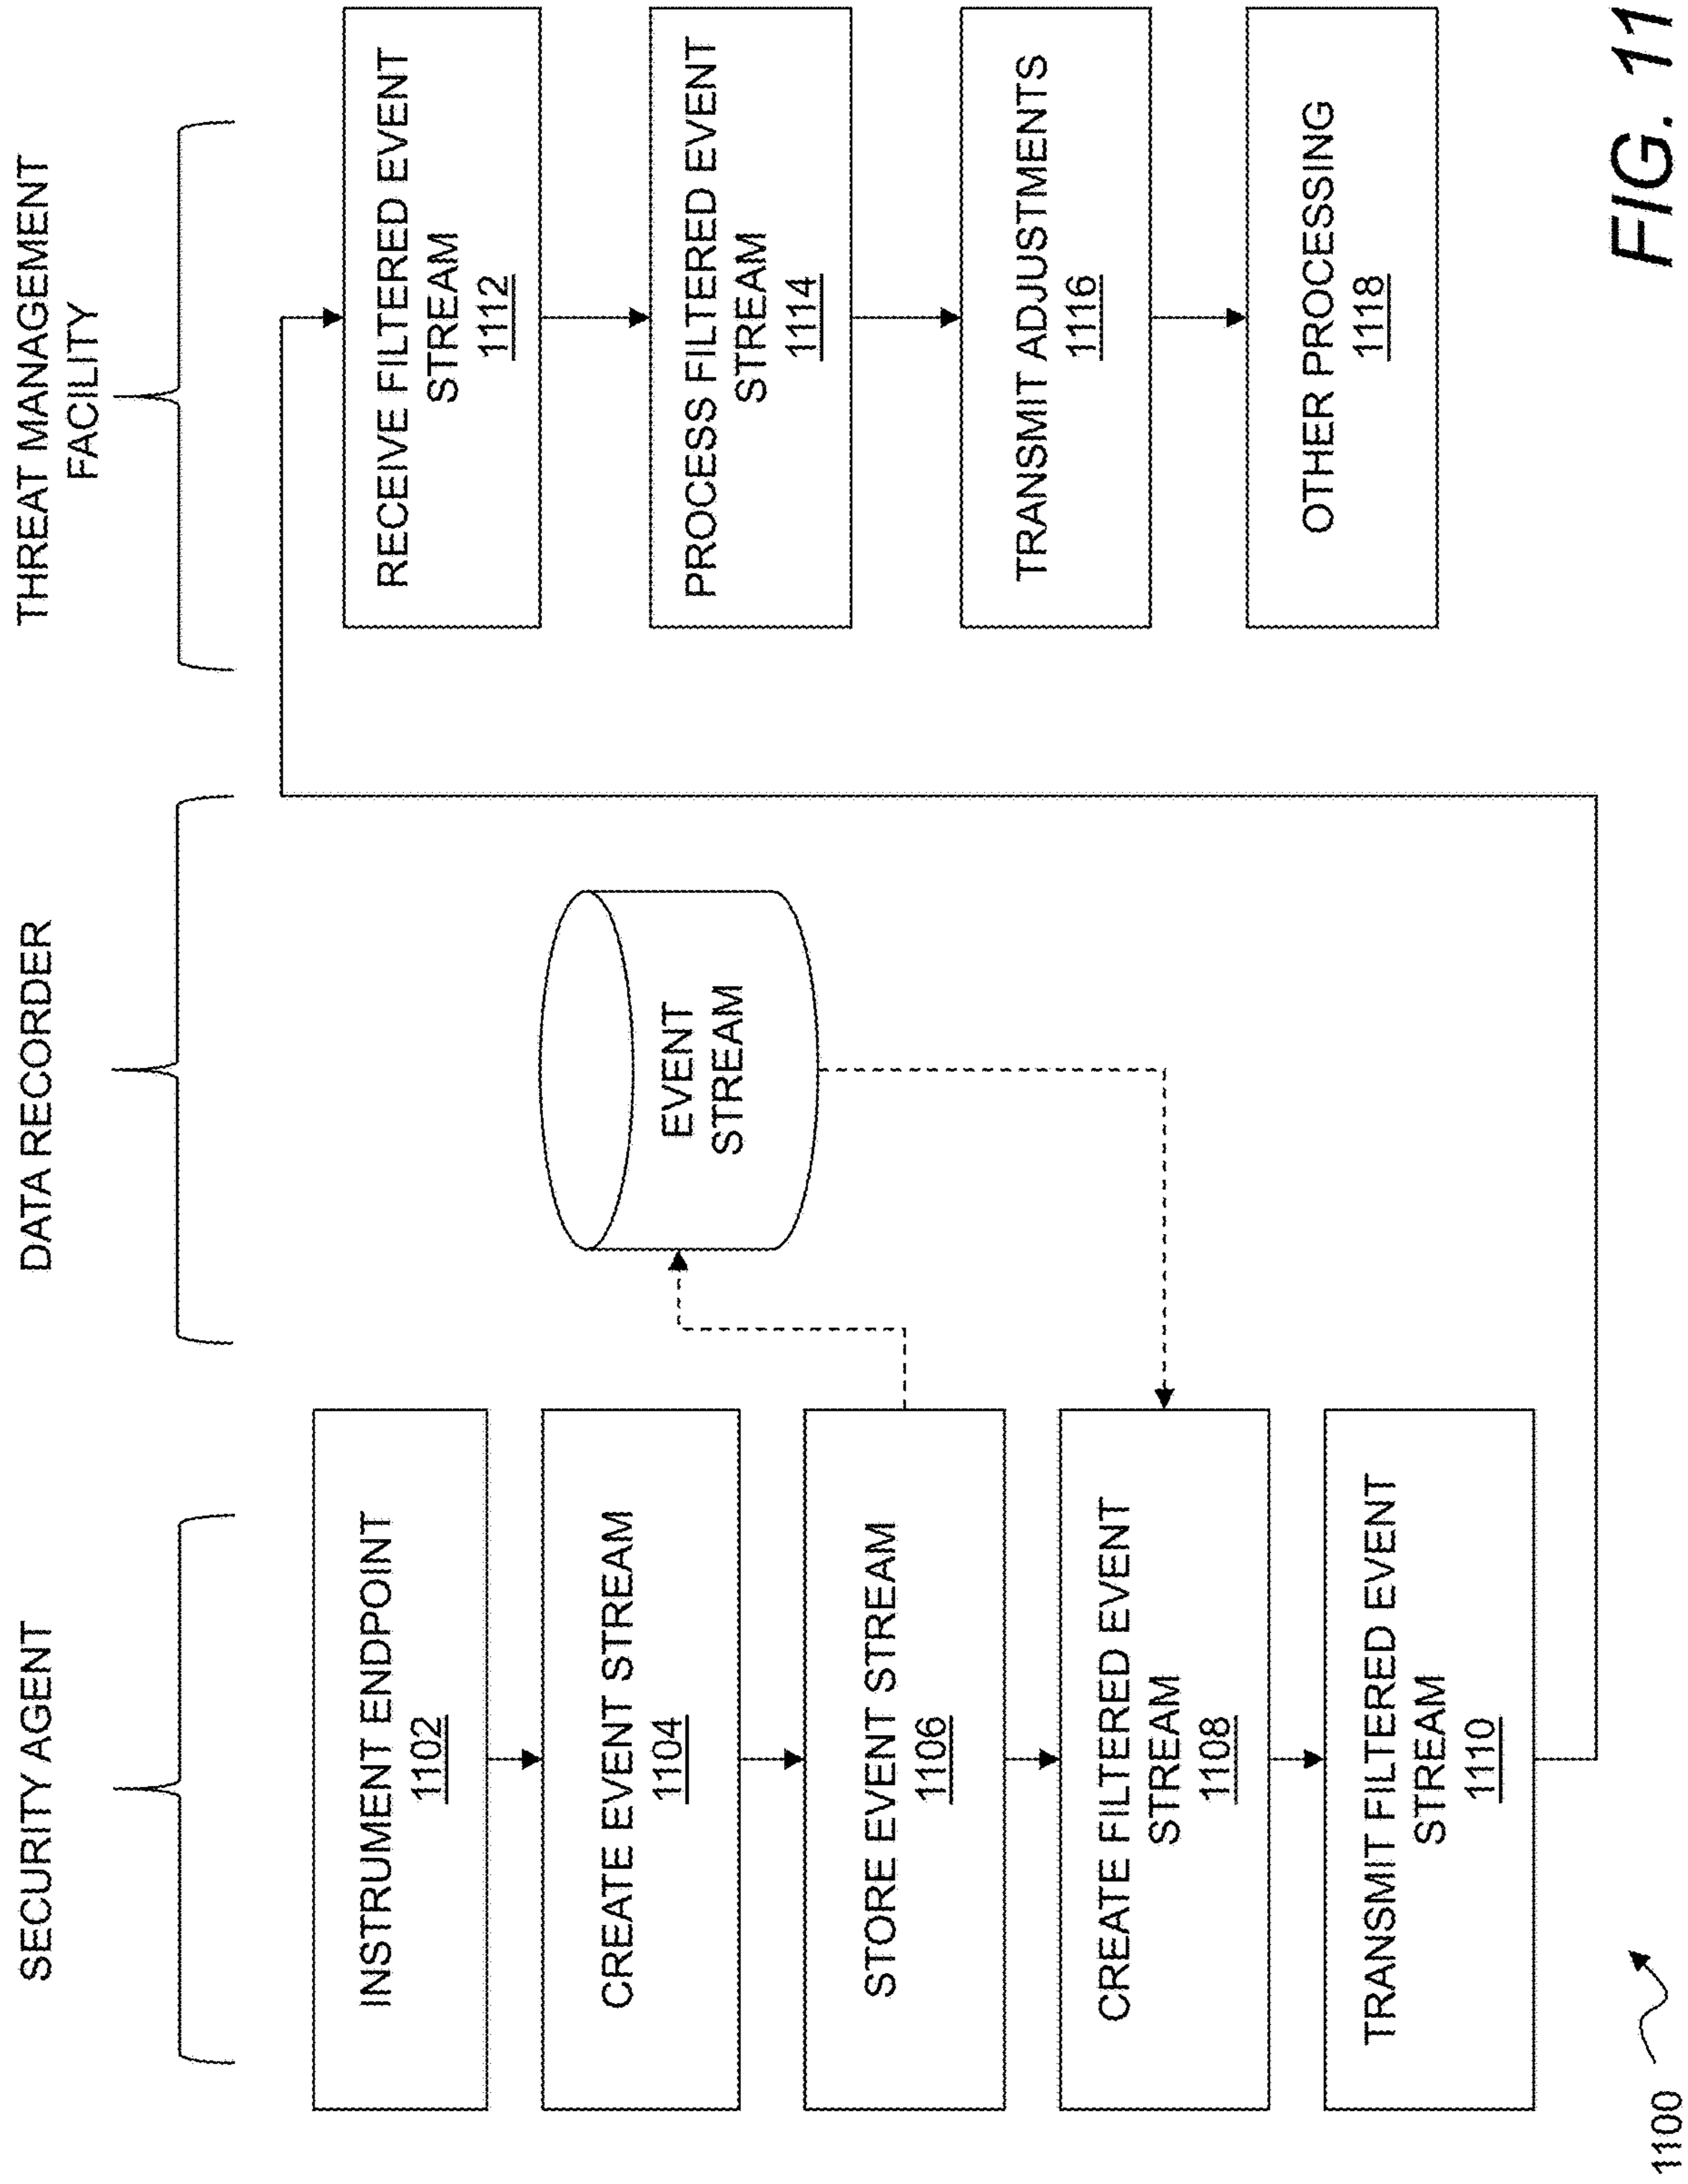 SECURITY AGENT
INSTRUMENT ENDPOINT
1102
CREATE EVENT STREAM
1104
STORE EVENT STREAM
1106
CREATE FILTERED EVENT
STREAM
1108
TRANSMIT FILTERED EVENT
STREAM
1110
DATA RECORDER
EVENT
STREAM
THREAT MANAGEMENT
FACILITY
RECEIVE FILTERED EVENT
STREAM
1112
PROCESS FILTERED EVENT
STREAM
1114
TRANSMIT ADJUSTMENTS
1116
OTHER PROCESSING
1118
1100
FIG. 11